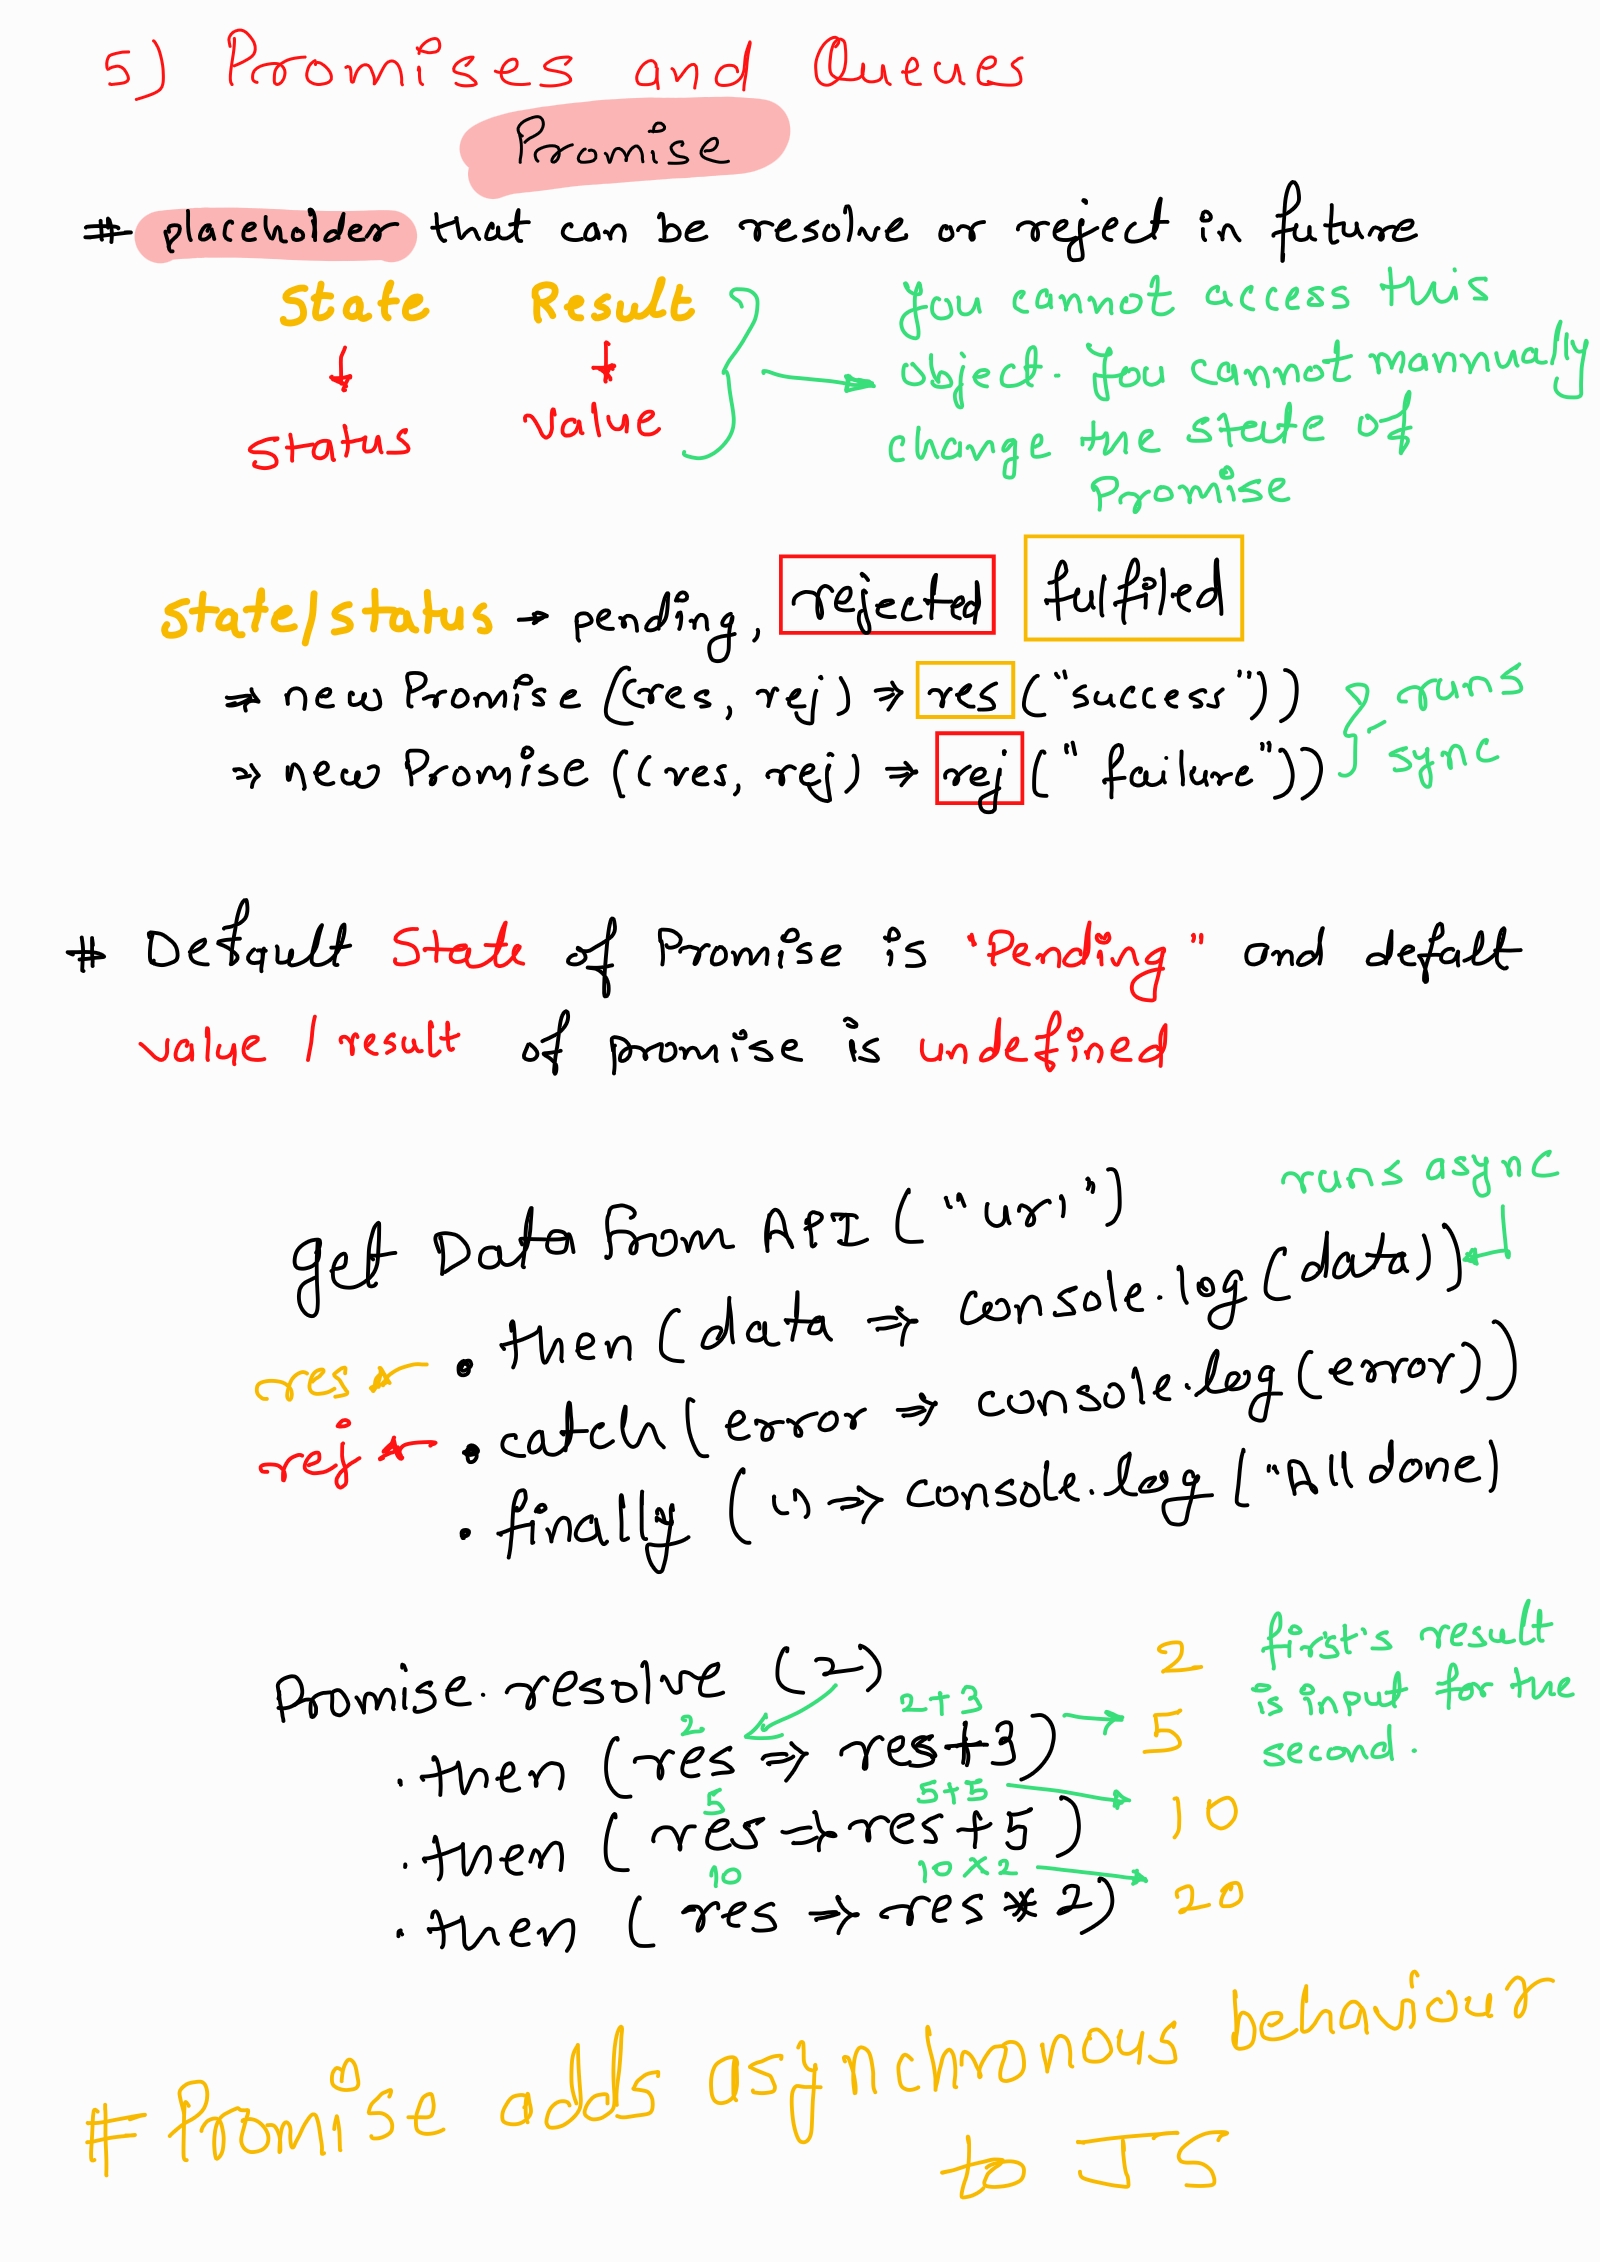 5) Promises and Queues
Promise
# placeholder that can be resolve or reject in future
State Result
Status Value
You cannot access this
object. You cannot mannually
change the state of
Promise
state/status → pending, rejected fulfiled
⇒ new Promise ((res, rej) ⇒ res ("success"))
⇒ new Promise ((res, rej) ⇒ rej ("failure"))
runs
sync
# Default State of Promise is "Pending" and defalt
value / result of promise is undefined
runs async
get Data From API ("url")
res ← .then (data ⇒ console.log (data))
rej ← .catch (error ⇒ console.log (error))
.finally (() ⇒ console.log ("All done)
Promise.resolve (2) 2
2 2+3
.then (res ⇒ res+3) → 5
5 5+5
.then (res ⇒ res+5) → 10
10 10×2
.then (res ⇒ res * 2) → 20
first's result
is input for the
second.
# Promise adds asynchronous behaviour
to JS